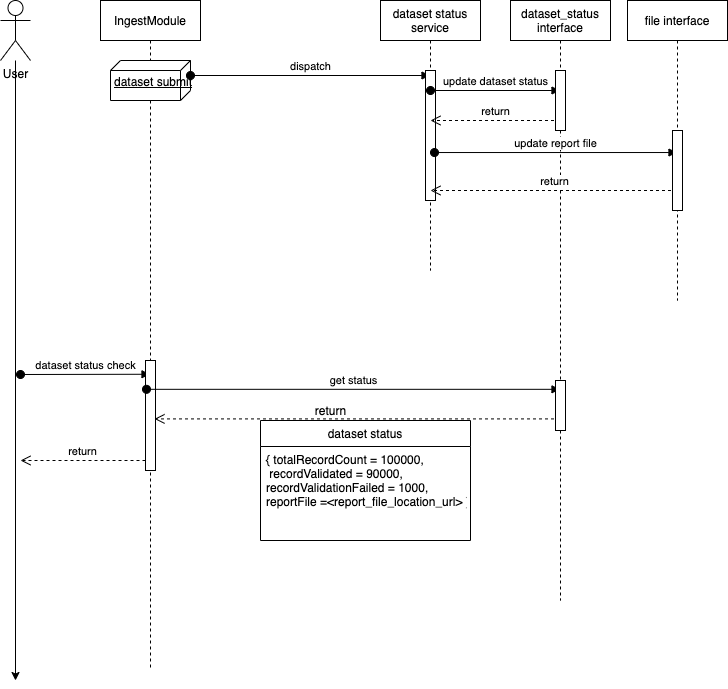 IngestModule
dataset status
service
dataset_status
interface
file interface
User
dataset submit
dispatch
update dataset status
return
update report file
return
dataset status check
get status
return
return
dataset status
{ totalRecordCount = 100000,
recordValidated = 90000,
recordValidationFailed = 1000,
reportFile =<report_file_location_url>